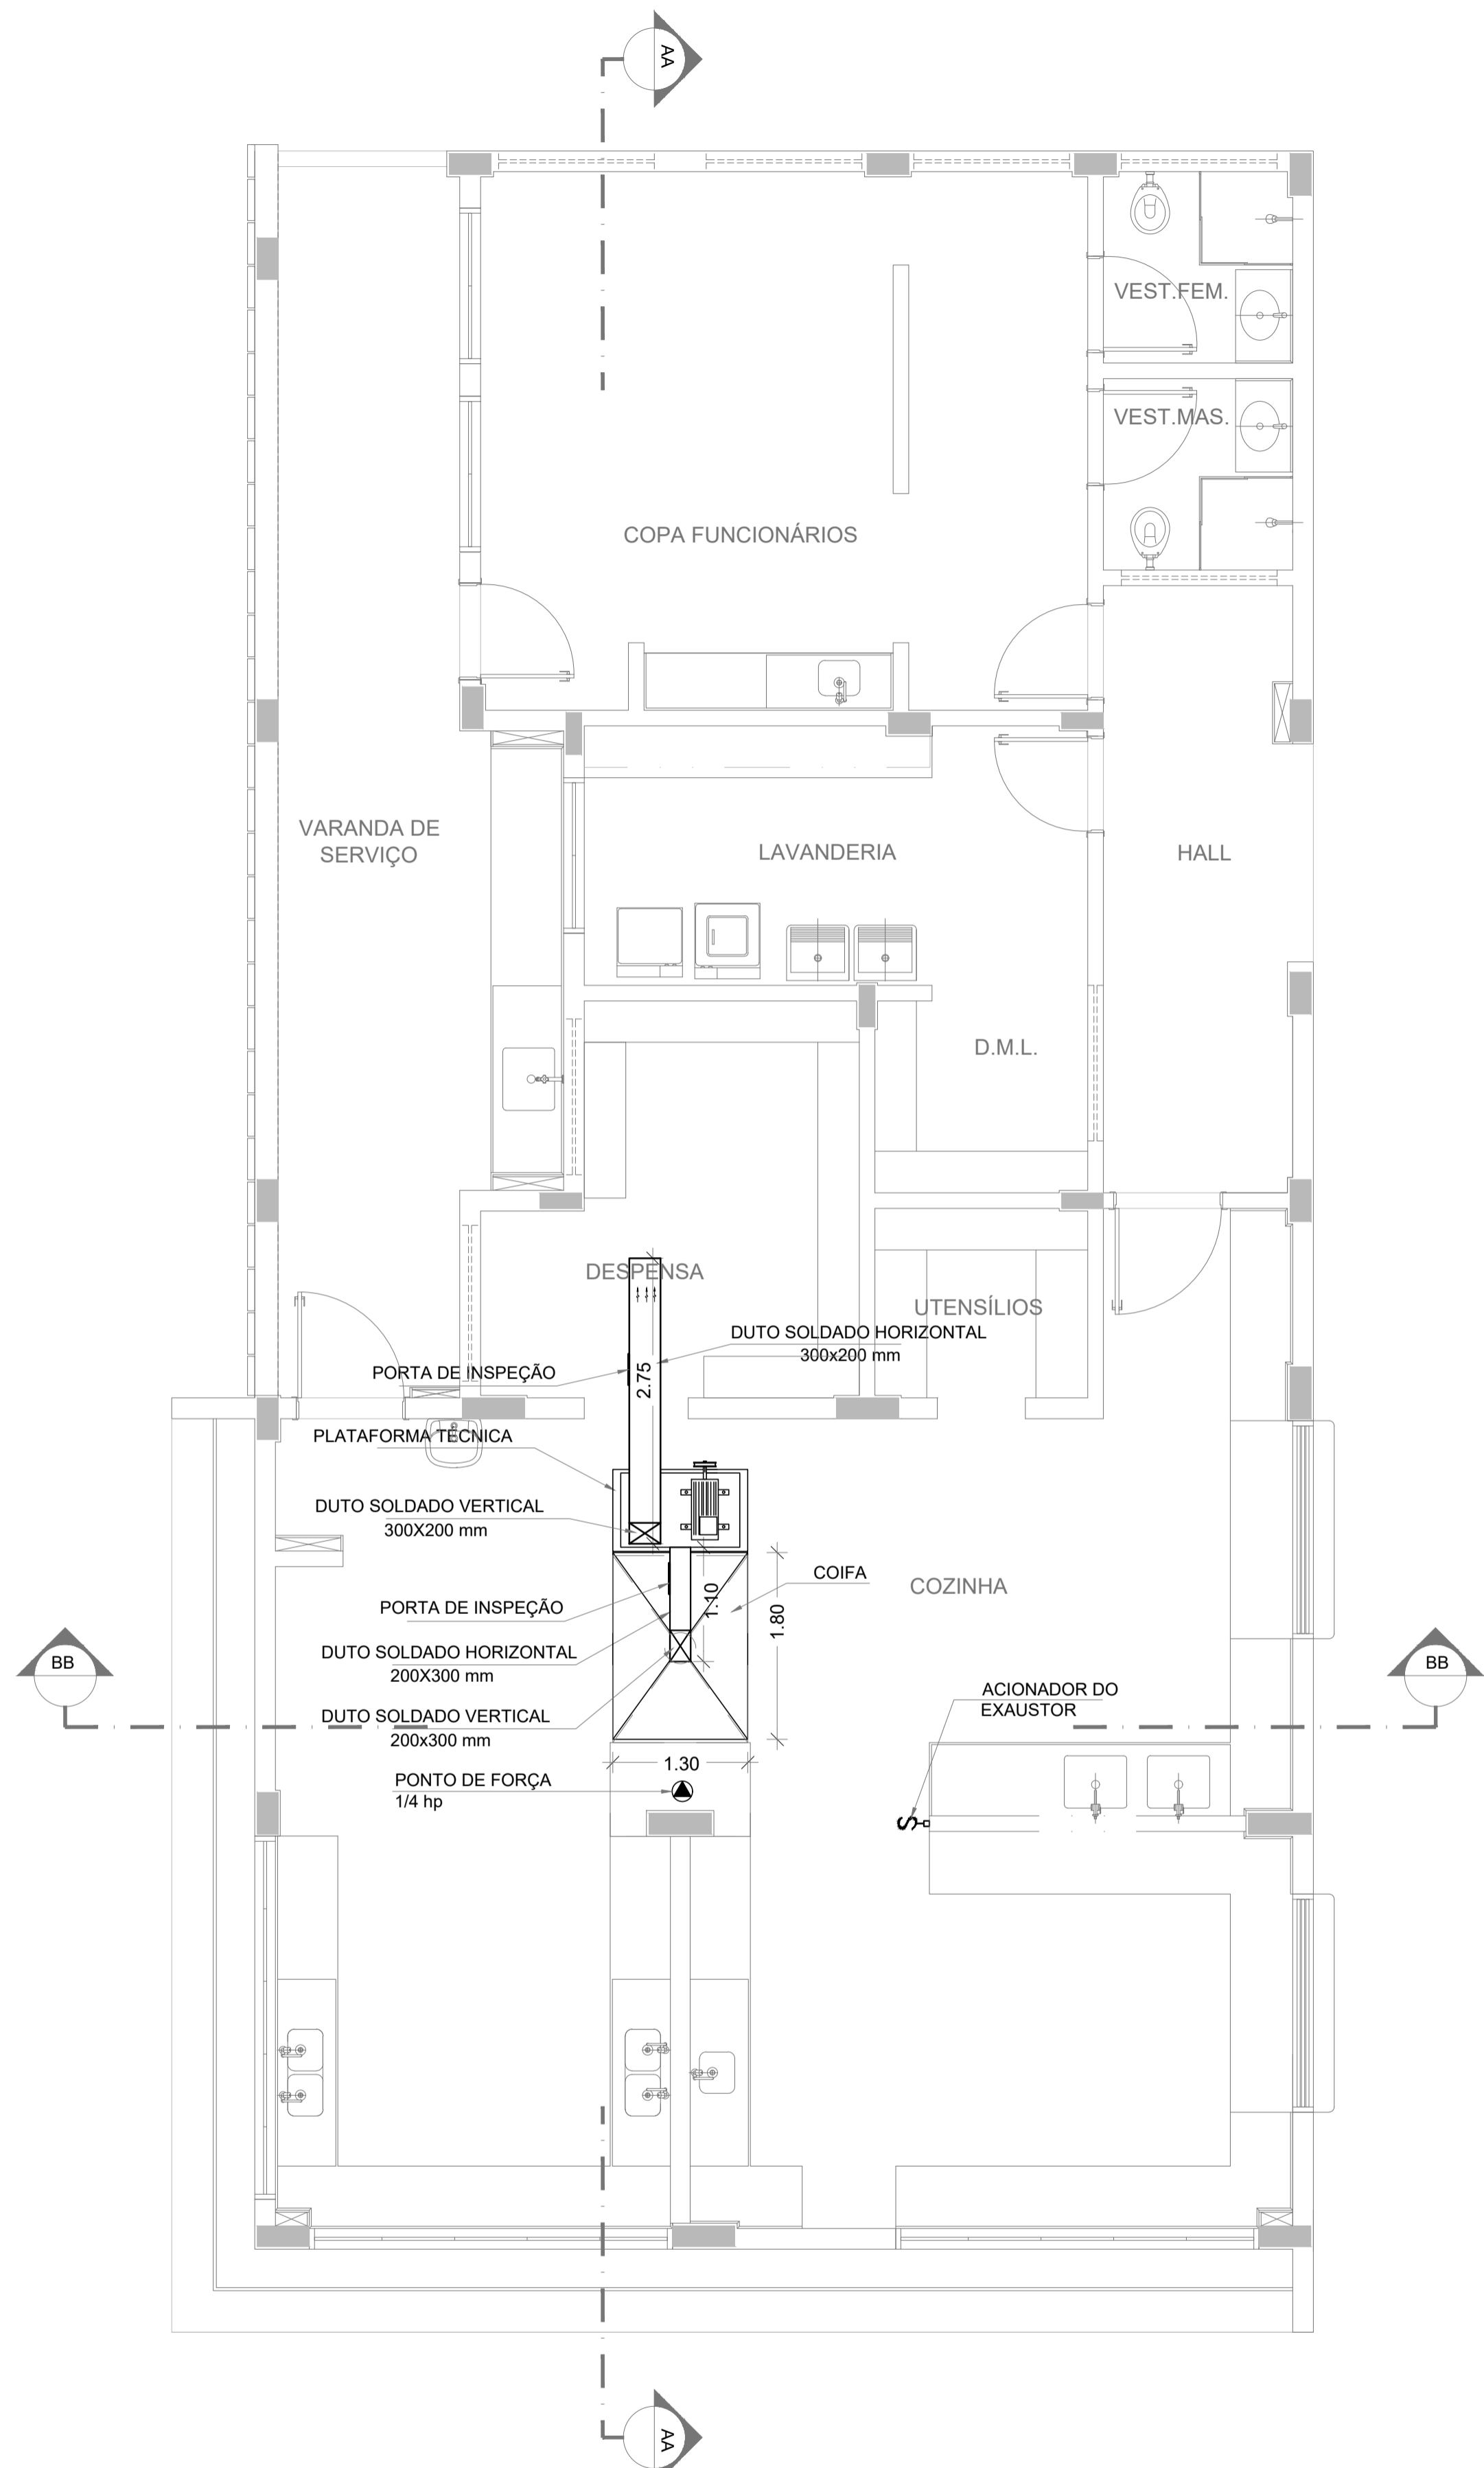 AA
VEST.FEM.
VEST.MAS.
COPA FUNCIONÁRIOS
VARANDA DE
SERVIÇO
LAVANDERIA
HALL
D.M.L.
DESPENSA
UTENSÍLIOS
DUTO SOLDADO HORIZONTAL
300x200 mm
PORTA DE INSPEÇÃO
2.75
PLATAFORMA TÉCNICA
DUTO SOLDADO VERTICAL
300X200 mm
COIFA
COZINHA
1.10
1.80
PORTA DE INSPEÇÃO
DUTO SOLDADO HORIZONTAL
200X300 mm
BB
BB
ACIONADOR DO
EXAUSTOR
DUTO SOLDADO VERTICAL
200x300 mm
1.30
PONTO DE FORÇA
1/4 hp
S
AA